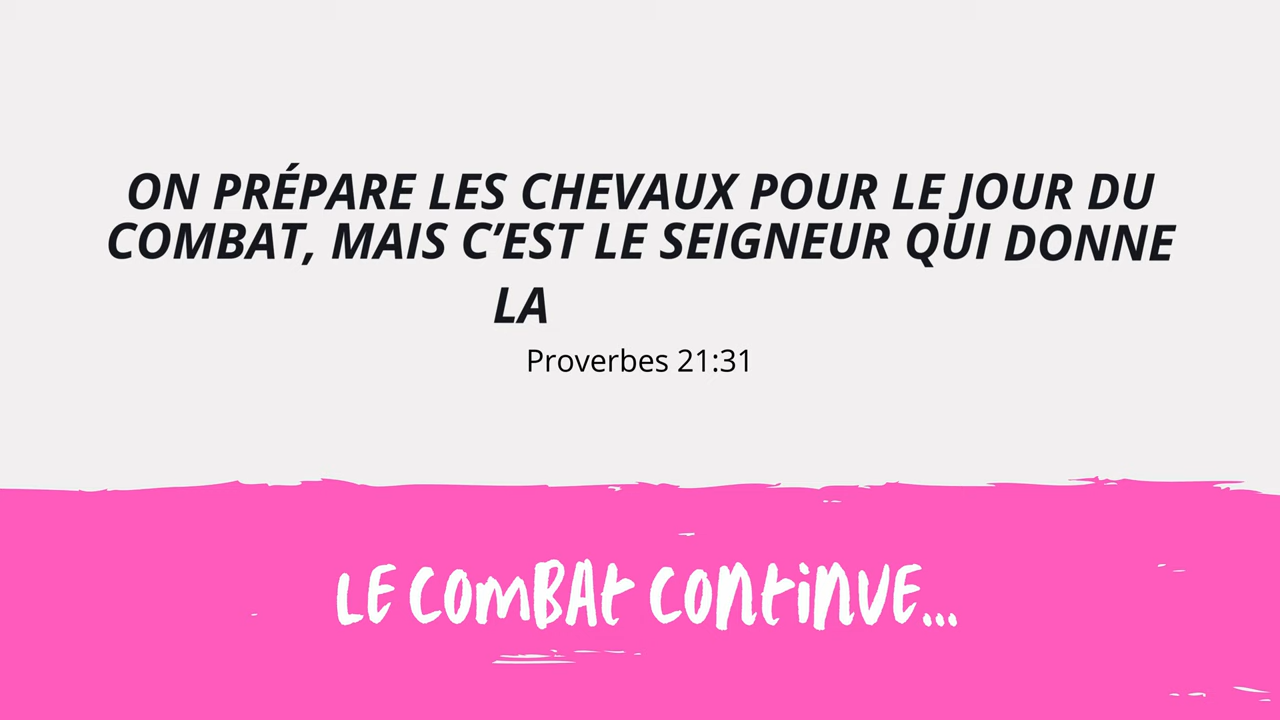 ON PRÉPARE LES CHEVAUX POUR LE JOUR DU
COMBAT, MAIS C’EST LE SEIGNEUR QUI DONNE
LA
Proverbes 21:31
LE COMBAT CONTINUE...